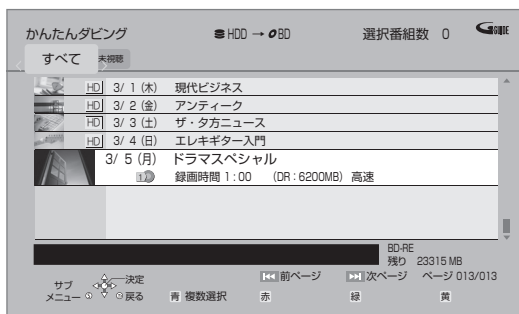 かんたんダビング HDD → BD 選択番組数 0 G-GUIDE
すべて 未視聴
HD 3/ 1 (木) 現代ビジネス
HD 3/ 2 (金) アンティーク
HD 3/ 3 (土) ザ・夕方ニュース
HD 3/ 4 (日) エレキギター入門
3/ 5 (月) ドラマスペシャル
1 録画時間 1:00 (DR:6200MB) 高速
BD-RE
残り 23315 MB
前ページ 次ページ ページ 013/013
サブメニュー 決定 戻る 青 複数選択 赤 緑 黄